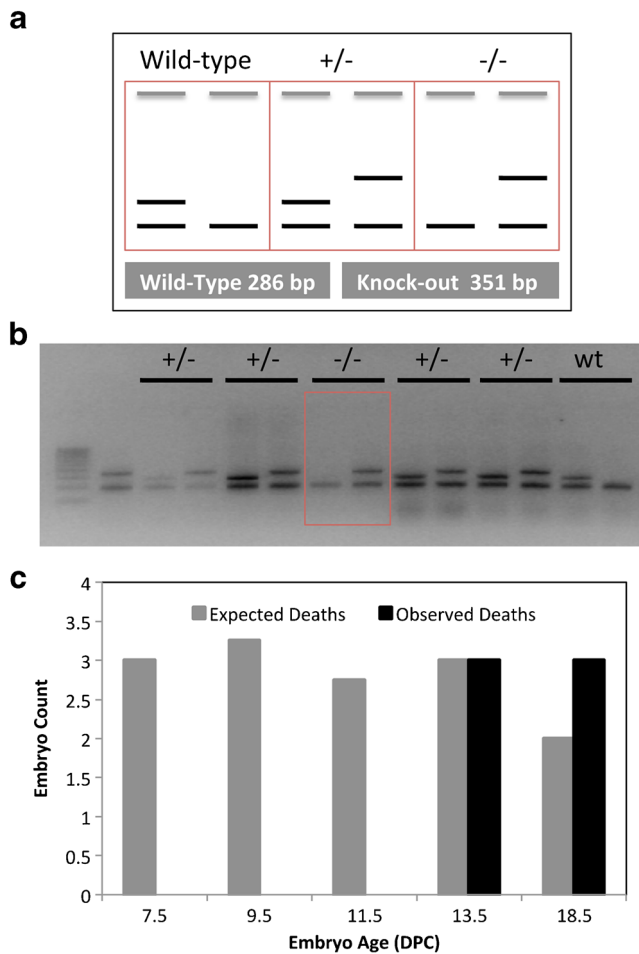 a
Wild-type +/- -/-
Wild-Type 286 bp Knock-out 351 bp
b
+/- +/- -/- +/- +/- wt
c
4
3.5
3
2.5
2
1.5
1
0.5
0
Expected Deaths Observed Deaths
Embryo Count
7.5 9.5 11.5 13.5 18.5
Embryo Age (DPC)